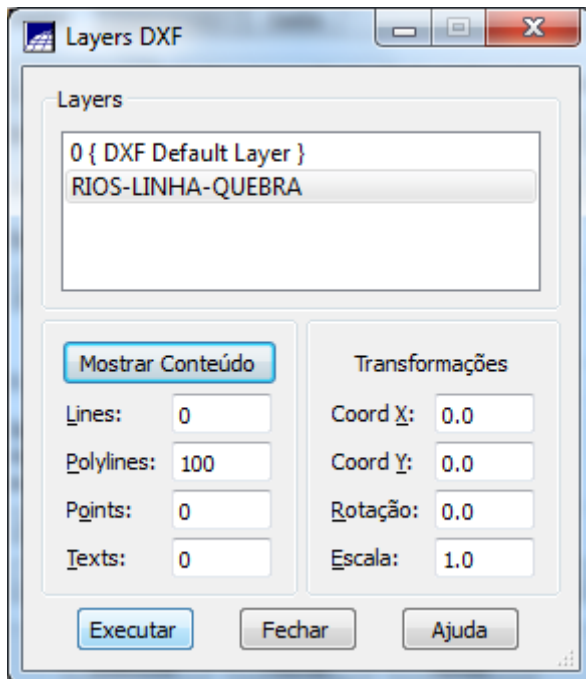 Layers DXF
Layers
0 { DXF Default Layer }
RIOS-LINHA-QUEBRA
Mostrar Conteúdo
Lines: 0
Polylines: 100
Points: 0
Texts: 0
Transformações
Coord X: 0.0
Coord Y: 0.0
Rotação: 0.0
Escala: 1.0
Executar Fechar Ajuda